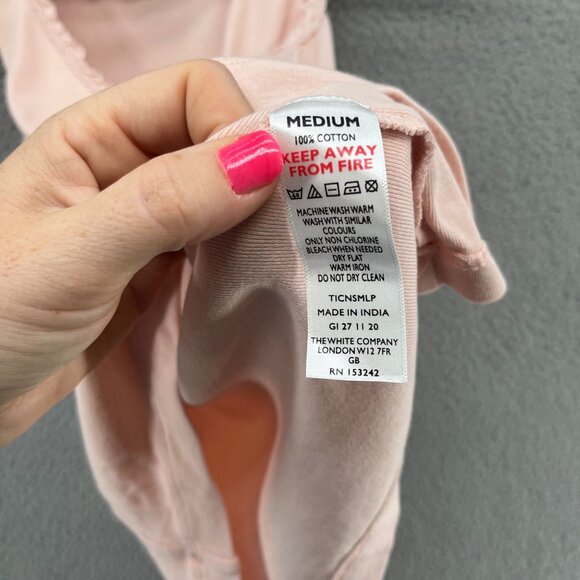 MEDIUM
100% COTTON
KEEP AWAY
FROM FIRE
MACHINE WASH WARM
WASH WITH SIMILAR
COLOURS
ONLY NON CHLORINE
BLEACH WHEN NEEDED
DRY FLAT
WARM IRON
DO NOT DRY CLEAN
TICNSMLP
MADE IN INDIA
GI 27 11 20
THE WHITE COMPANY
LONDON W12 7FR
GB
RN 153242